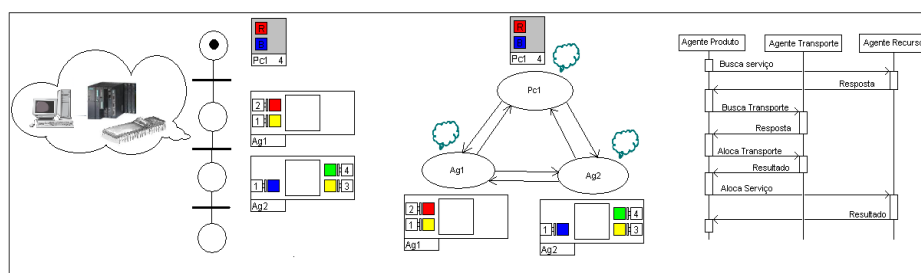 R
R
Pc1 4
2
1
Ag1
1
4
3
Ag2
R
R
Pc1 4
Pc1
Ag1
Ag2
2
1
Ag1
1
4
3
Ag2
Agente Produto
Agente Transporte
Agente Recurso
Busca serviço
Resposta
Busca Transporte
Resposta
Aloca Transporte
Resultado
Aloca Serviço
Resultado